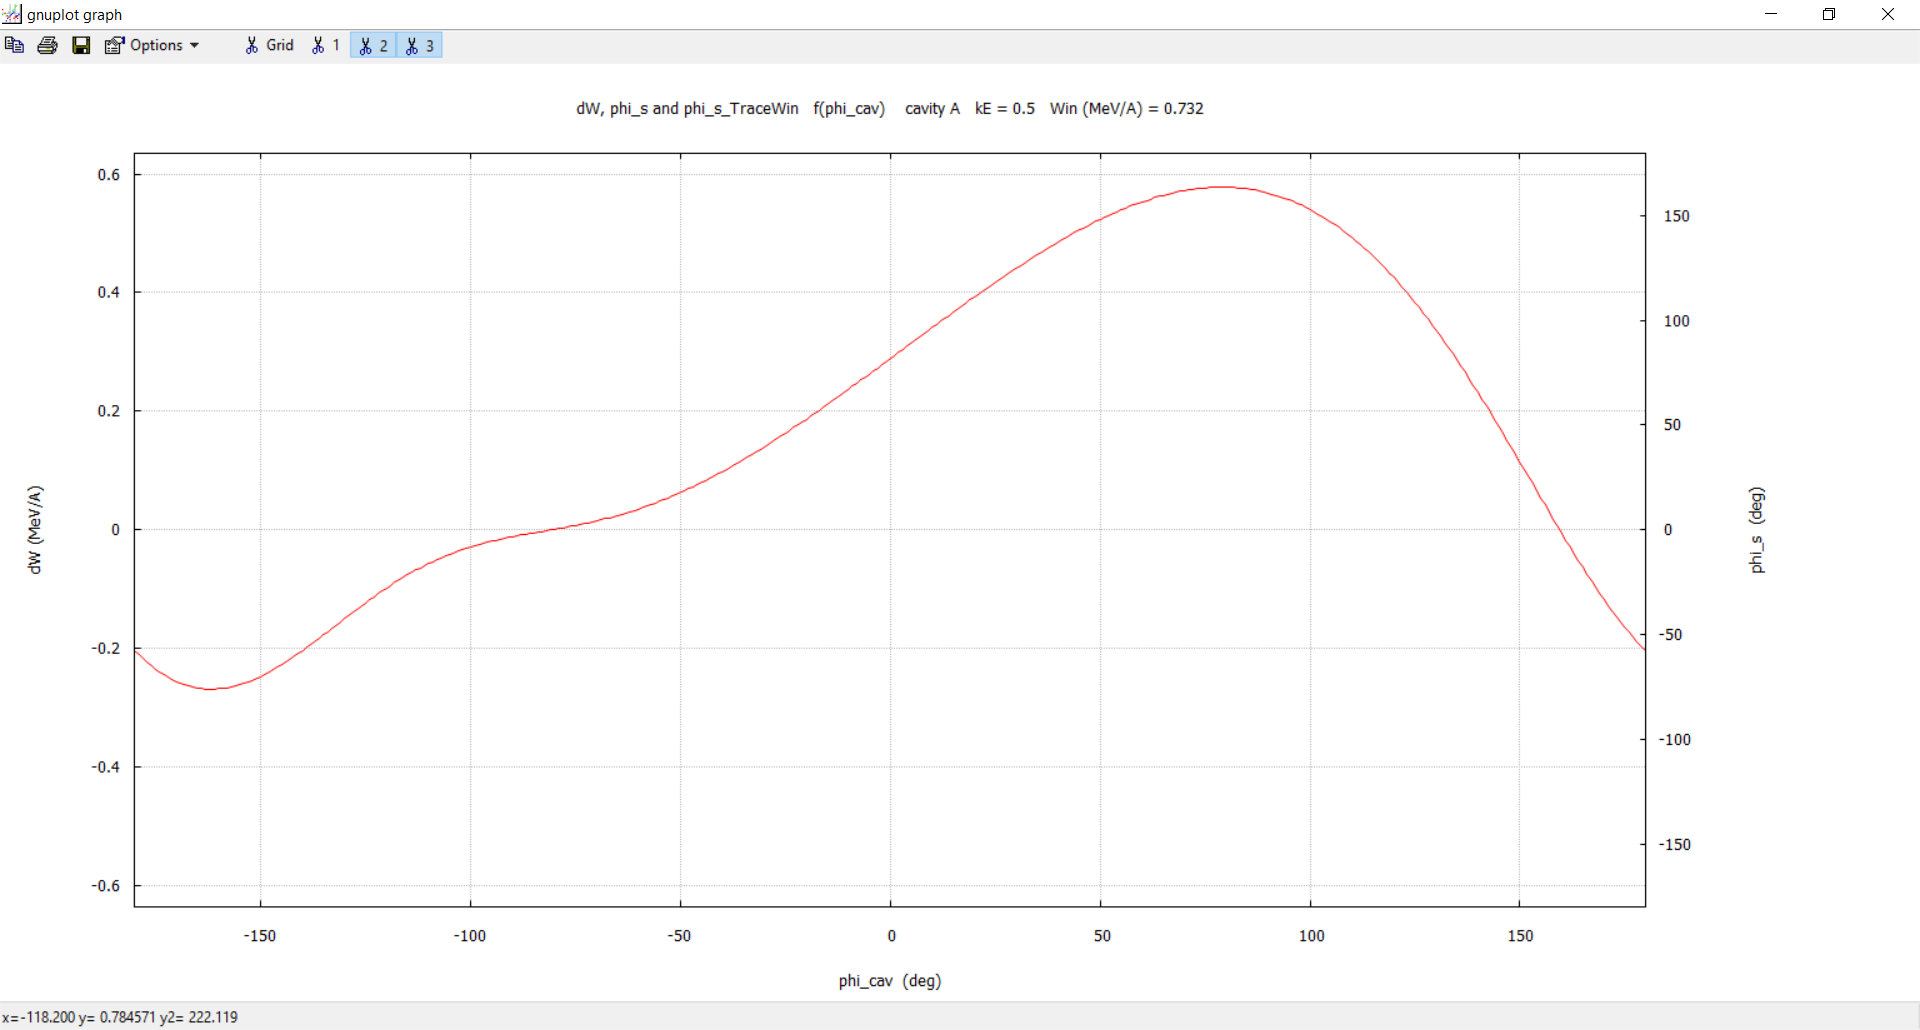 gnuplot graph
Options Grid 1 2 3
dW, phi_s and phi_s_TraceWin f(phi_cav) cavity A kE = 0.5 Win (MeV/A) = 0.732
0.6
0.4
0.2
0
-0.2
-0.4
-0.6
dW (MeV/A)
150
100
50
0
-50
-100
-150
phi_s (deg)
-150 -100 -50 0 50 100 150
phi_cav (deg)
x=-118.200 y= 0.784571 y2= 222.119